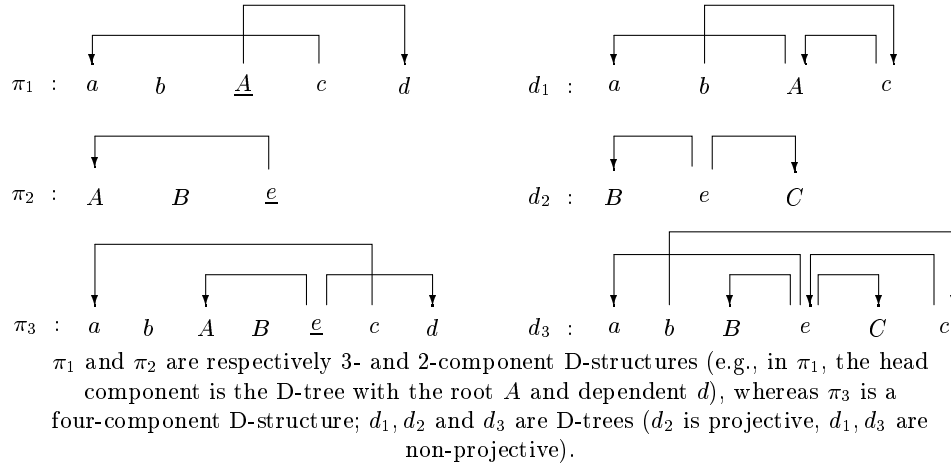 π₁ : a b A c d d₁ : a b A c
π₂ : A B e d₂ : B e C
π₃ : a b A B e c d d₃ : a b B e C c
π₁ and π₂ are respectively 3- and 2-component D-structures (e.g., in π₁, the head
component is the D-tree with the root A and dependent d), whereas π₃ is a
four-component D-structure; d₁, d₂ and d₃ are D-trees (d₂ is projective, d₁, d₃ are
non-projective).